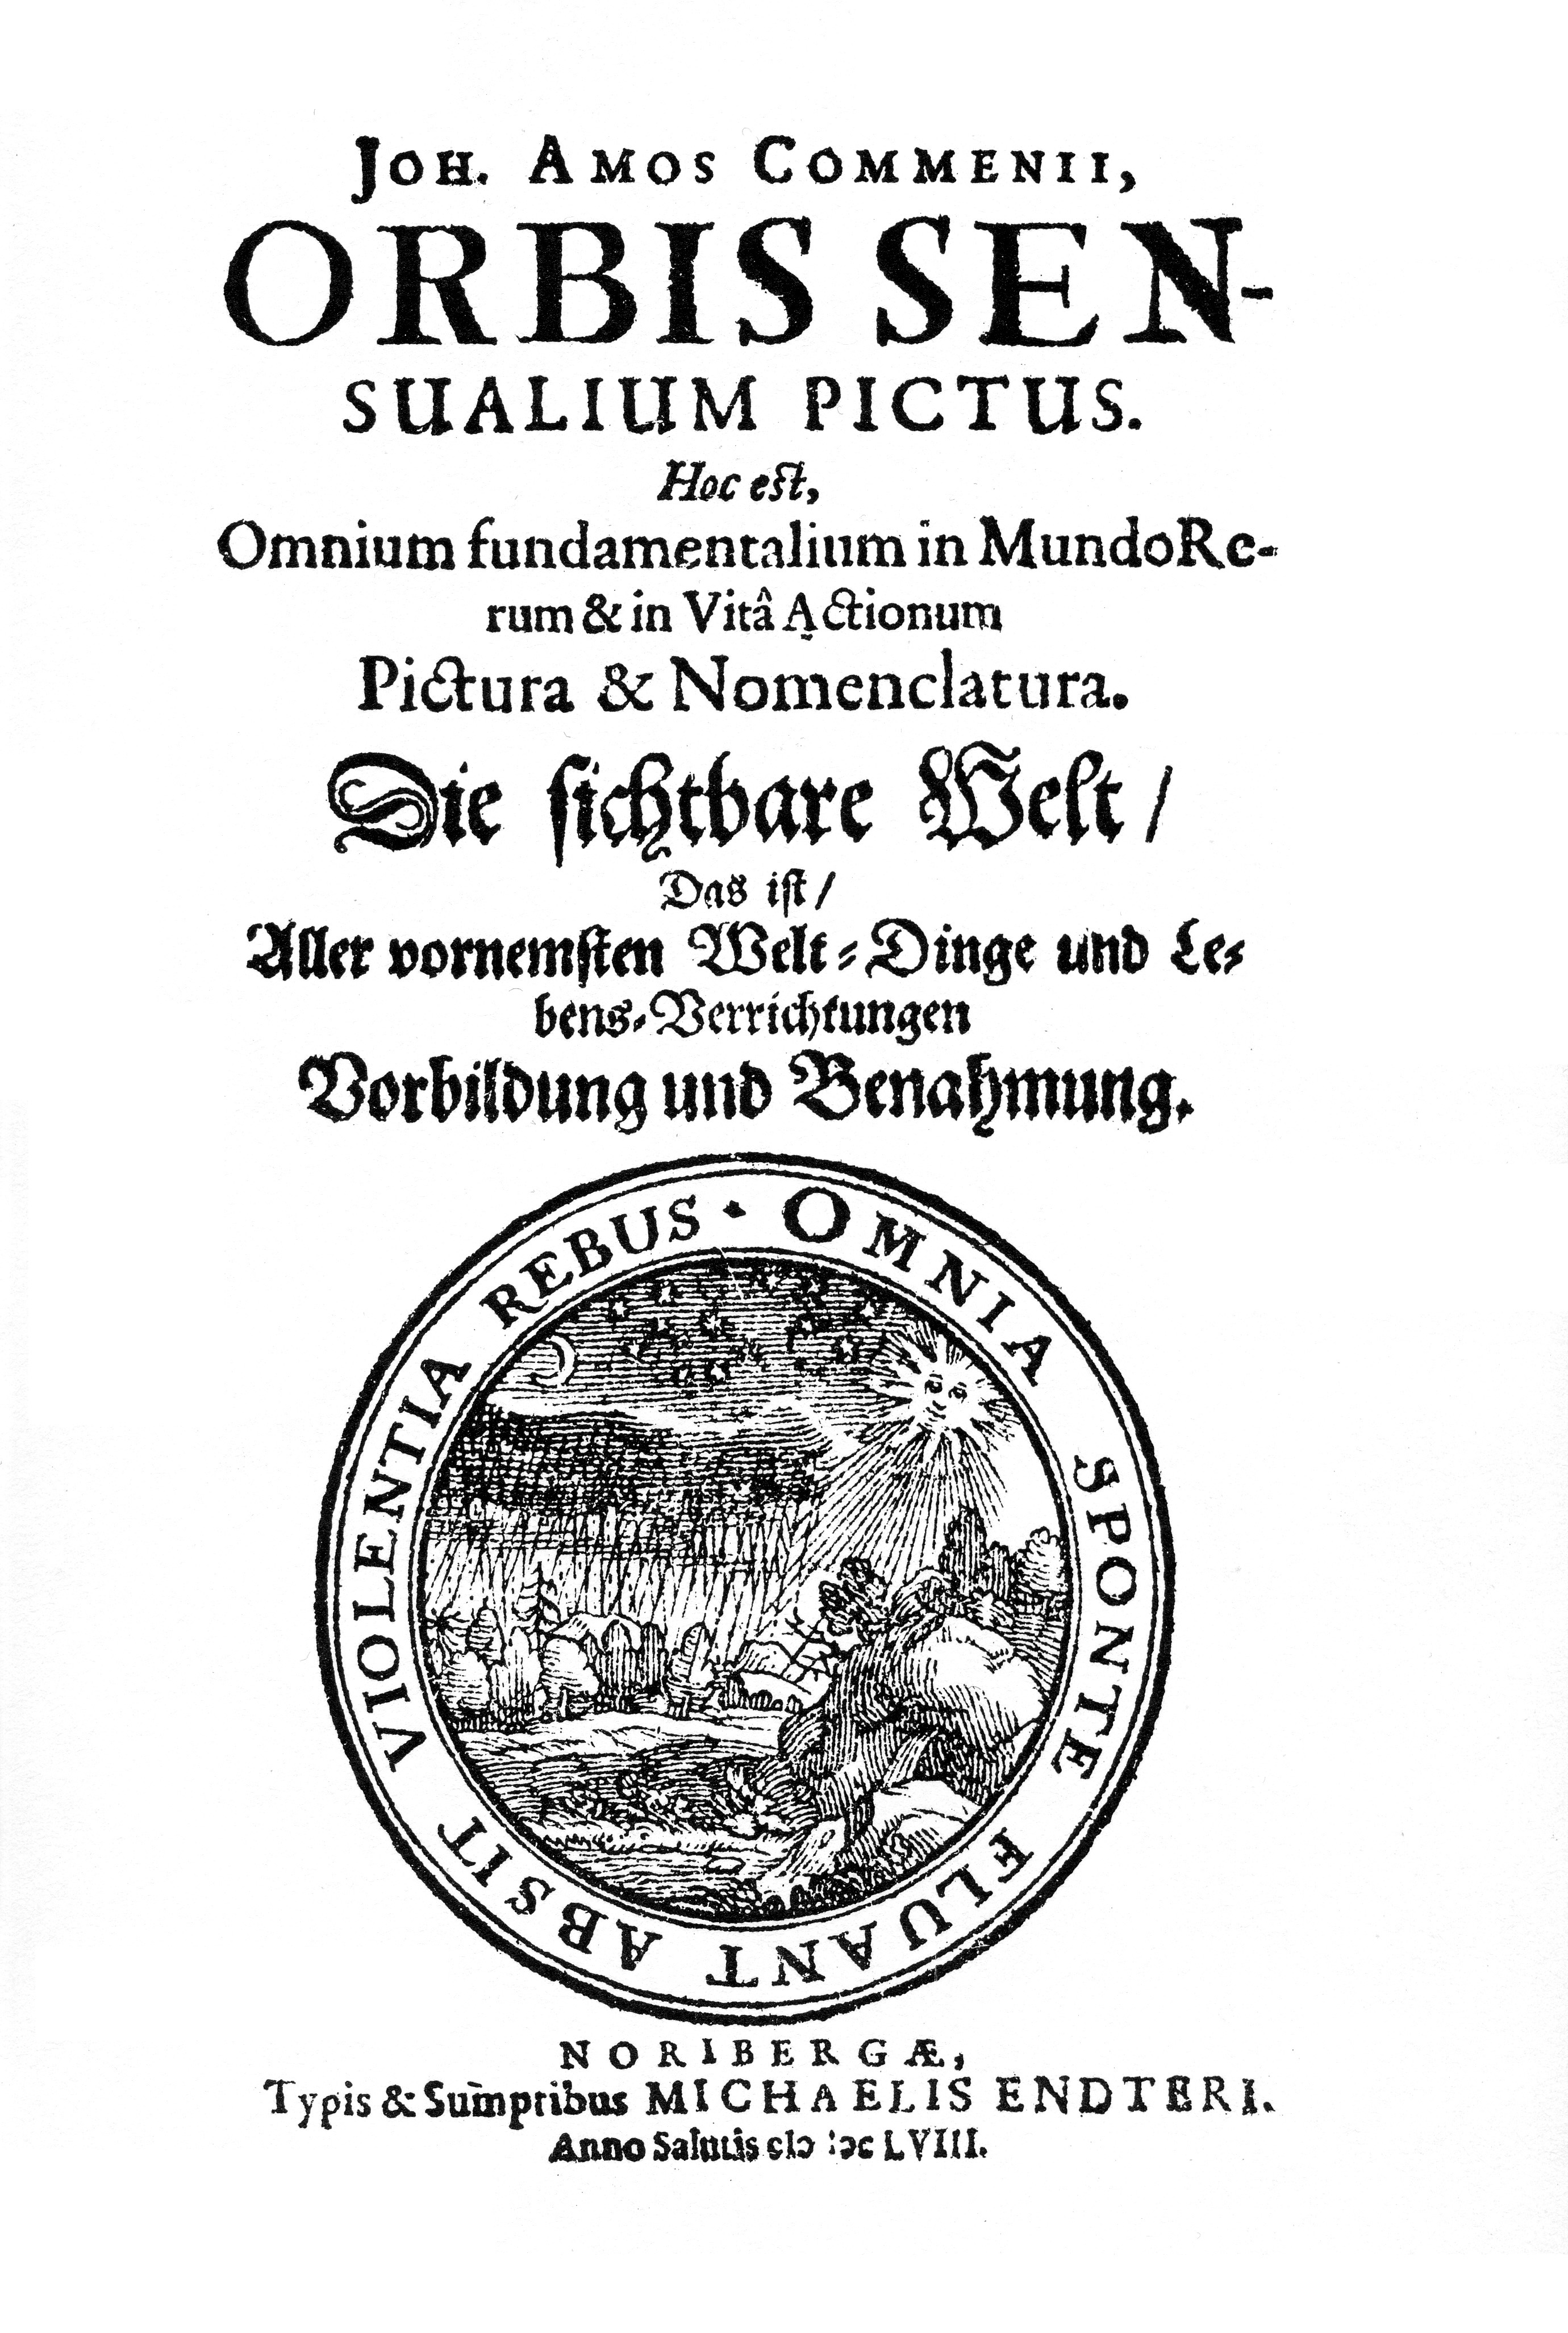 JOH. AMOS COMMENII,
ORBIS SEN-
SUALIUM PICTUS.
Hoc est,
Omnium fundamentalium in Mundo Re-
rum & in Vitâ Actionum
Pictura & Nomenclatura.
Die sichtbare Welt /
Das ist /
Aller vornemsten Welt-Dinge und Le-
bens-Verrichtungen
Vorbildung und Benahmung.
OMNIA SPONTE FLUANT ABSIT VIOLENTIA REBUS ·
NORIBERGÆ,
Typis & Sumptibus MICHAELIS ENDTERI.
Anno Salutis cIↄ Iↄc LVIII.